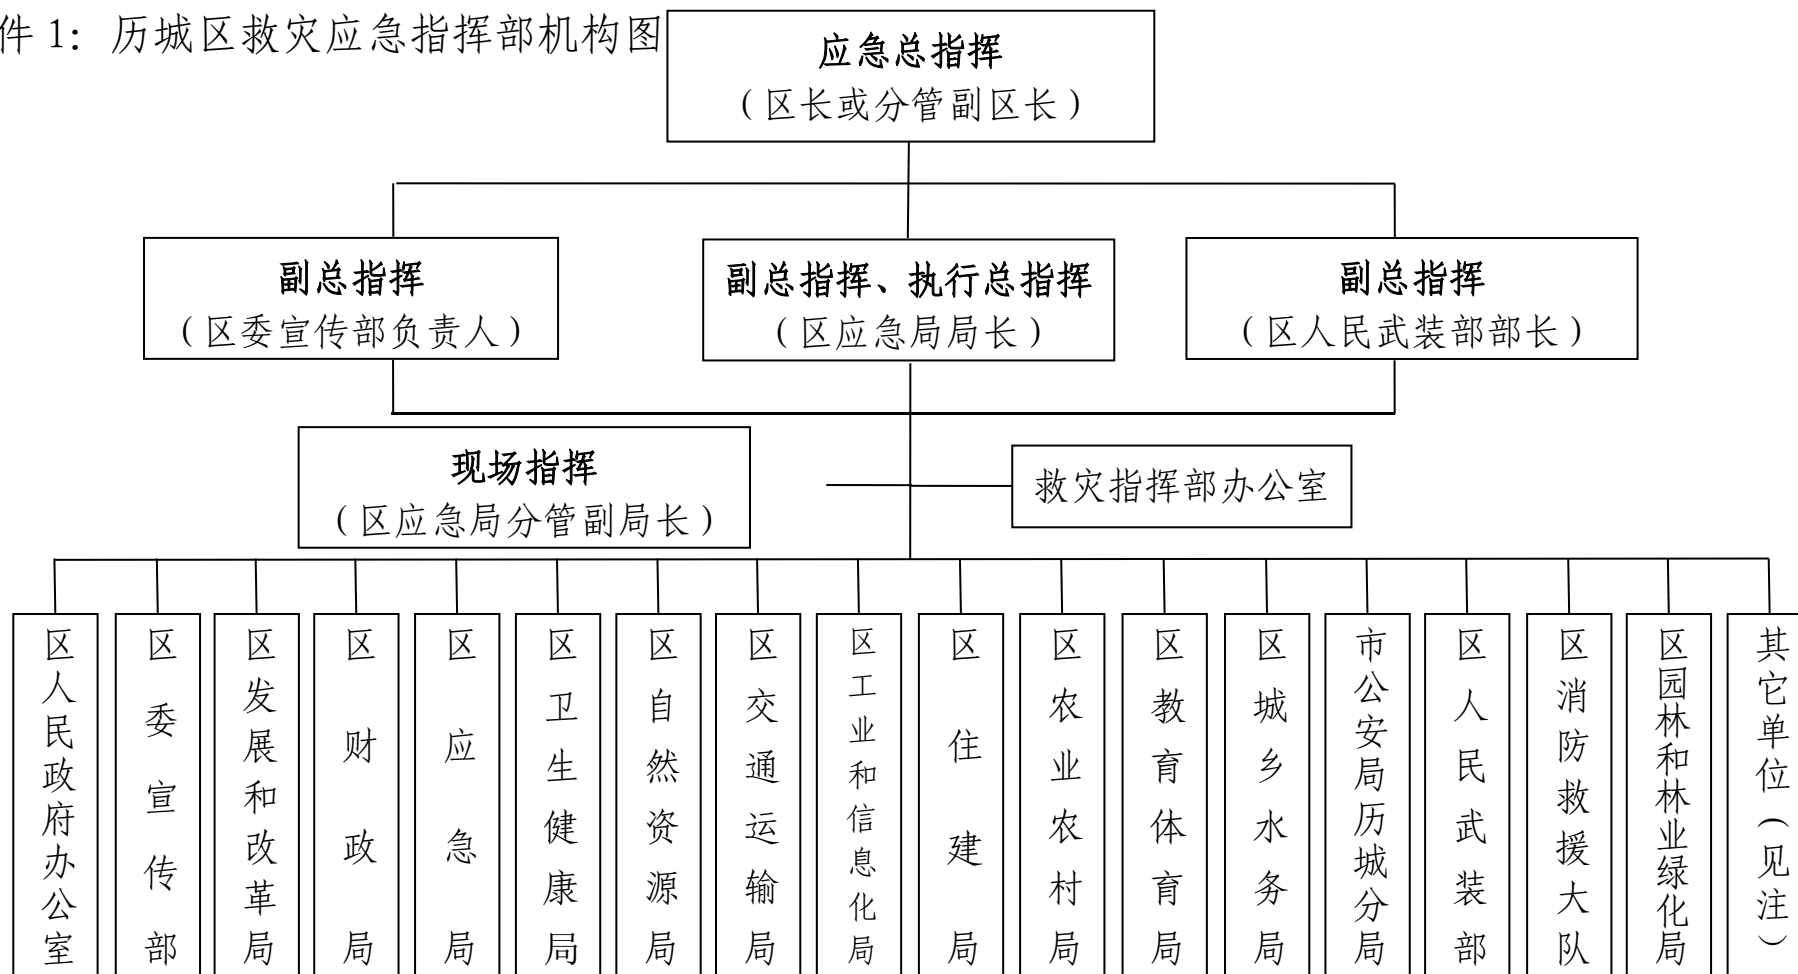 件 1：历城区救灾应急指挥部机构图
应急总指挥
（区长或分管副区长）
副总指挥
（区委宣传部负责人）
副总指挥、执行总指挥
（区应急局局长）
副总指挥
（区人民武装部部长）
现场指挥
（区应急局分管副局长）
救灾指挥部办公室
区人民政府办公室
区委宣传部
区发展和改革局
区财政局
区应急局
区卫生健康局
区自然资源局
区交通运输局
区工业和信息化局
区住建局
区农业农村局
区教育体育局
区城乡水务局
市公安局历城分局
区人民武装部
区消防救援大队
区园林和林业绿化局
其它单位（见注）